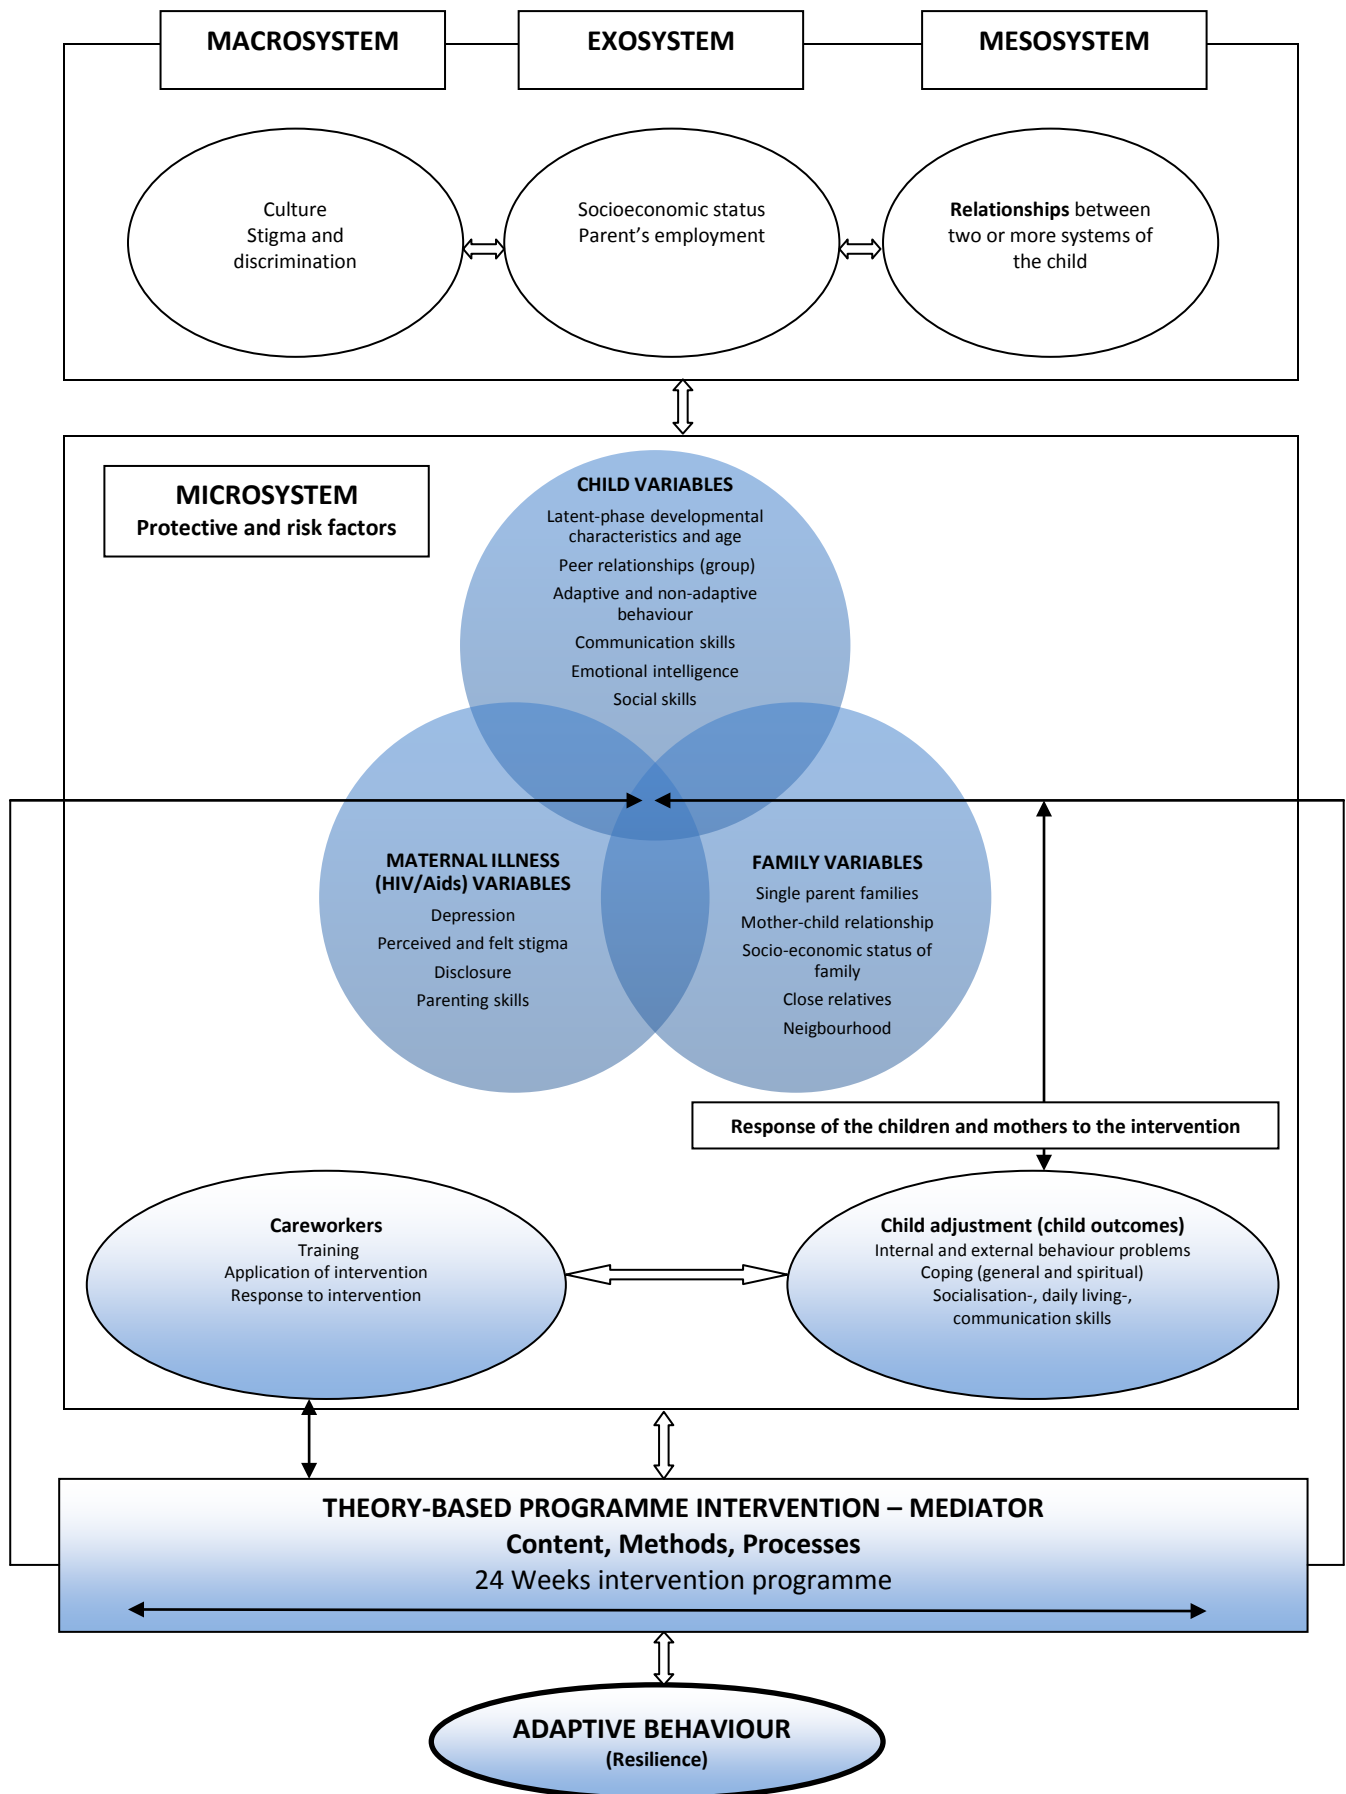 MACROSYSTEM
EXOSYSTEM
MESOSYSTEM
Culture
Stigma and
discrimination
Socioeconomic status
Parent’s employment
Relationships between
two or more systems of
the child
MICROSYSTEM
Protective and risk factors
CHILD VARIABLES
Latent-phase developmental
characteristics and age
Peer relationships (group)
Adaptive and non-adaptive
behaviour
Communication skills
Emotional intelligence
Social skills
MATERNAL ILLNESS
(HIV/Aids) VARIABLES
Depression
Perceived and felt stigma
Disclosure
Parenting skills
FAMILY VARIABLES
Single parent families
Mother-child relationship
Socio-economic status of
family
Close relatives
Neigbourhood
Response of the children and mothers to the intervention
Careworkers
Training
Application of intervention
Response to intervention
Child adjustment (child outcomes)
Internal and external behaviour problems
Coping (general and spiritual)
Socialisation-, daily living-,
communication skills
THEORY-BASED PROGRAMME INTERVENTION – MEDIATOR
Content, Methods, Processes
24 Weeks intervention programme
ADAPTIVE BEHAVIOUR
(Resilience)